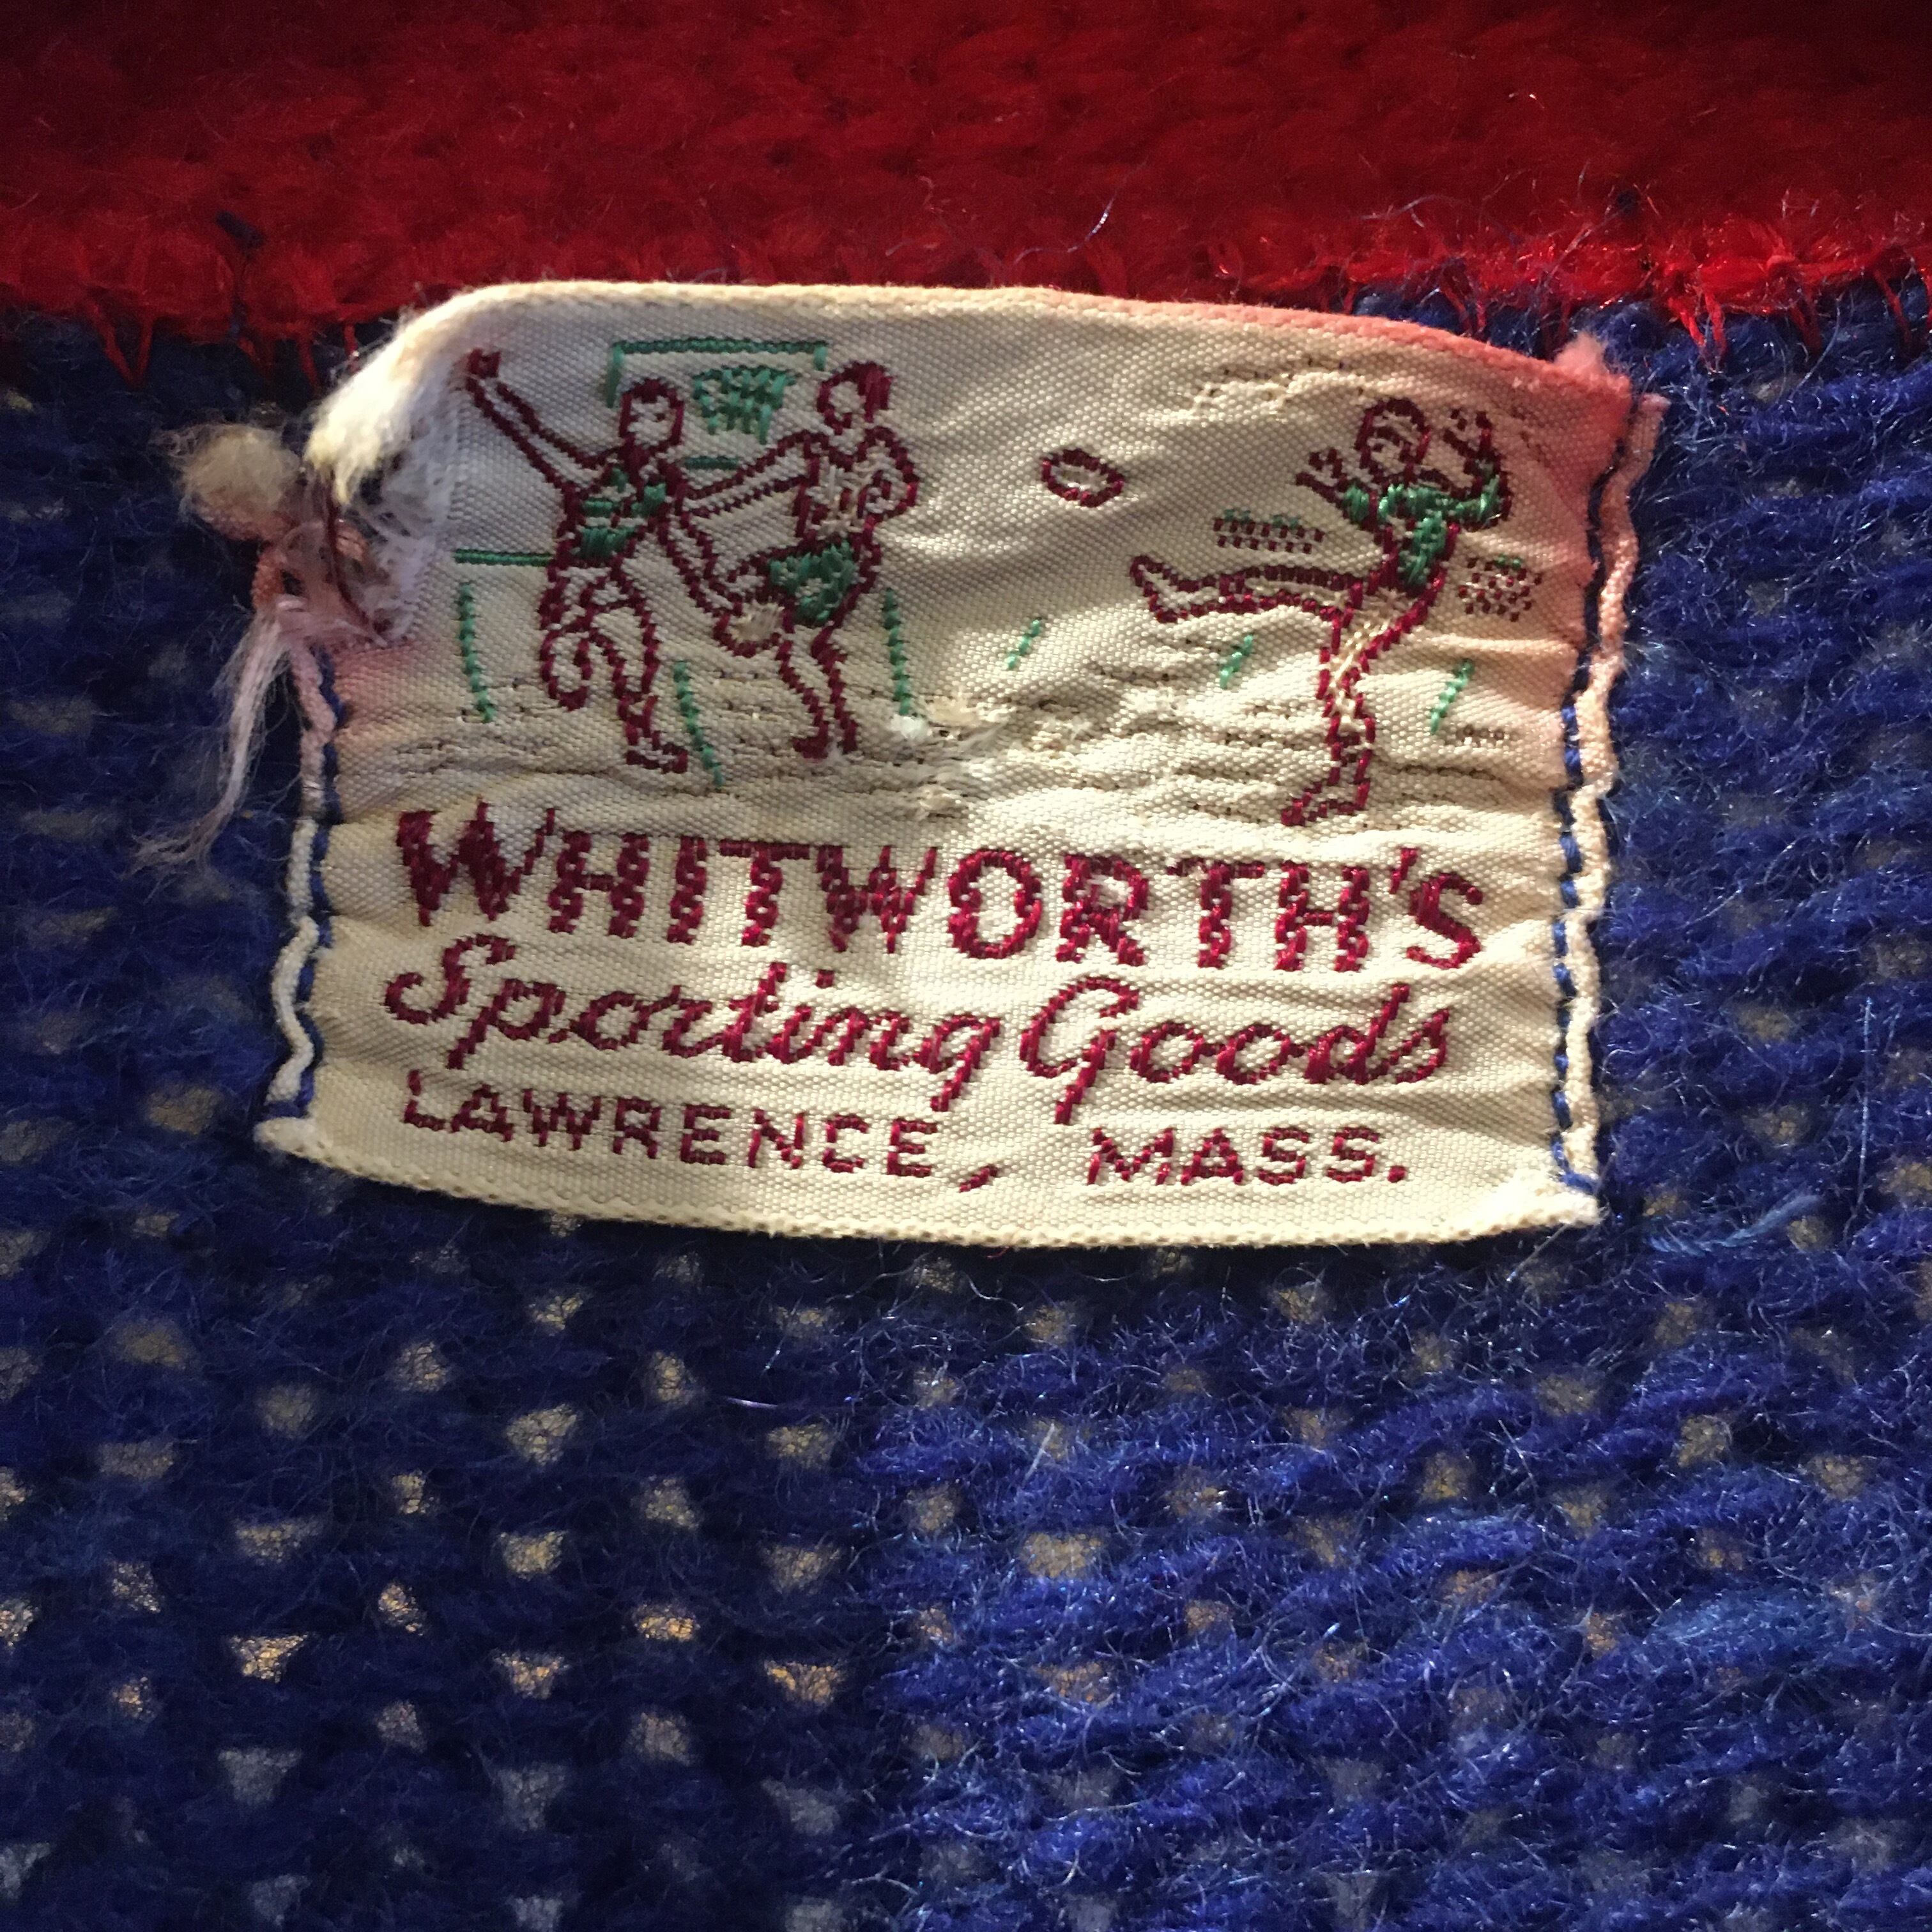 WHITWORTH'S
Sporting Goods
LAWRENCE, MASS.